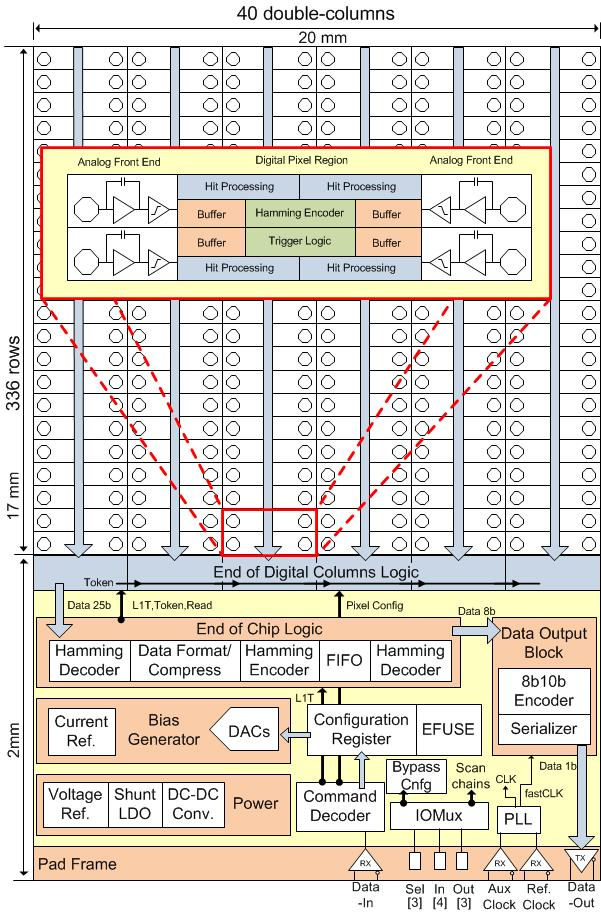 40 double-columns
20 mm
336 rows
17 mm
Analog Front End
Digital Pixel Region
Analog Front End
Hit Processing
Hit Processing
Buffer
Hamming Encoder
Buffer
Buffer
Trigger Logic
Buffer
Hit Processing
Hit Processing
2mm
End of Digital Columns Logic
Token
Data 25b
L1T,Token,Read
Pixel Config
Data 8b
End of Chip Logic
Hamming
Decoder
Data Format/
Compress
Hamming
Encoder
FIFO
Hamming
Decoder
Data Output
Block
8b10b
Encoder
Serializer
L1T
Current
Ref.
Bias
Generator
DACs
Configuration
Register
EFUSE
Data 1b
Voltage
Ref.
Shunt
LDO
DC-DC
Conv.
Power
Command
Decoder
Bypass
Cnfg
Scan
chains
IOMux
CLK
fastCLK
PLL
Pad Frame
RX
RX
RX
TX
Data
-In
Sel
[3]
In
[4]
Out
[3]
Aux
Clock
Ref.
Clock
Data
-Out